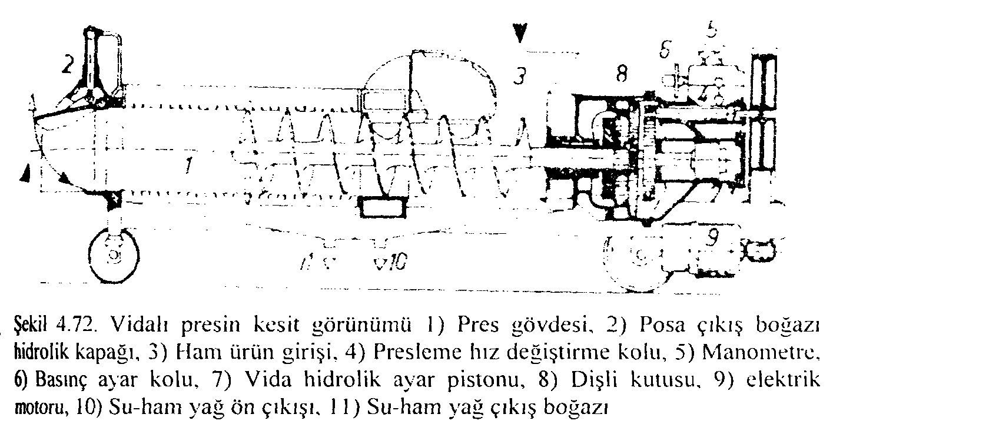 5
6
2
8
3
1
9
11
10
Şekil 4.72. Vidalı presin kesit görünümü 1) Pres gövdesi, 2) Posa çıkış boğazı
hidrolik kapağı, 3) Ham ürün girişi, 4) Presleme hız değiştirme kolu, 5) Manometre,
6) Basınç ayar kolu, 7) Vida hidrolik ayar pistonu, 8) Dişli kutusu, 9) elektrik
motoru, 10) Su-ham yağ ön çıkışı, 11) Su-ham yağ çıkış boğazı